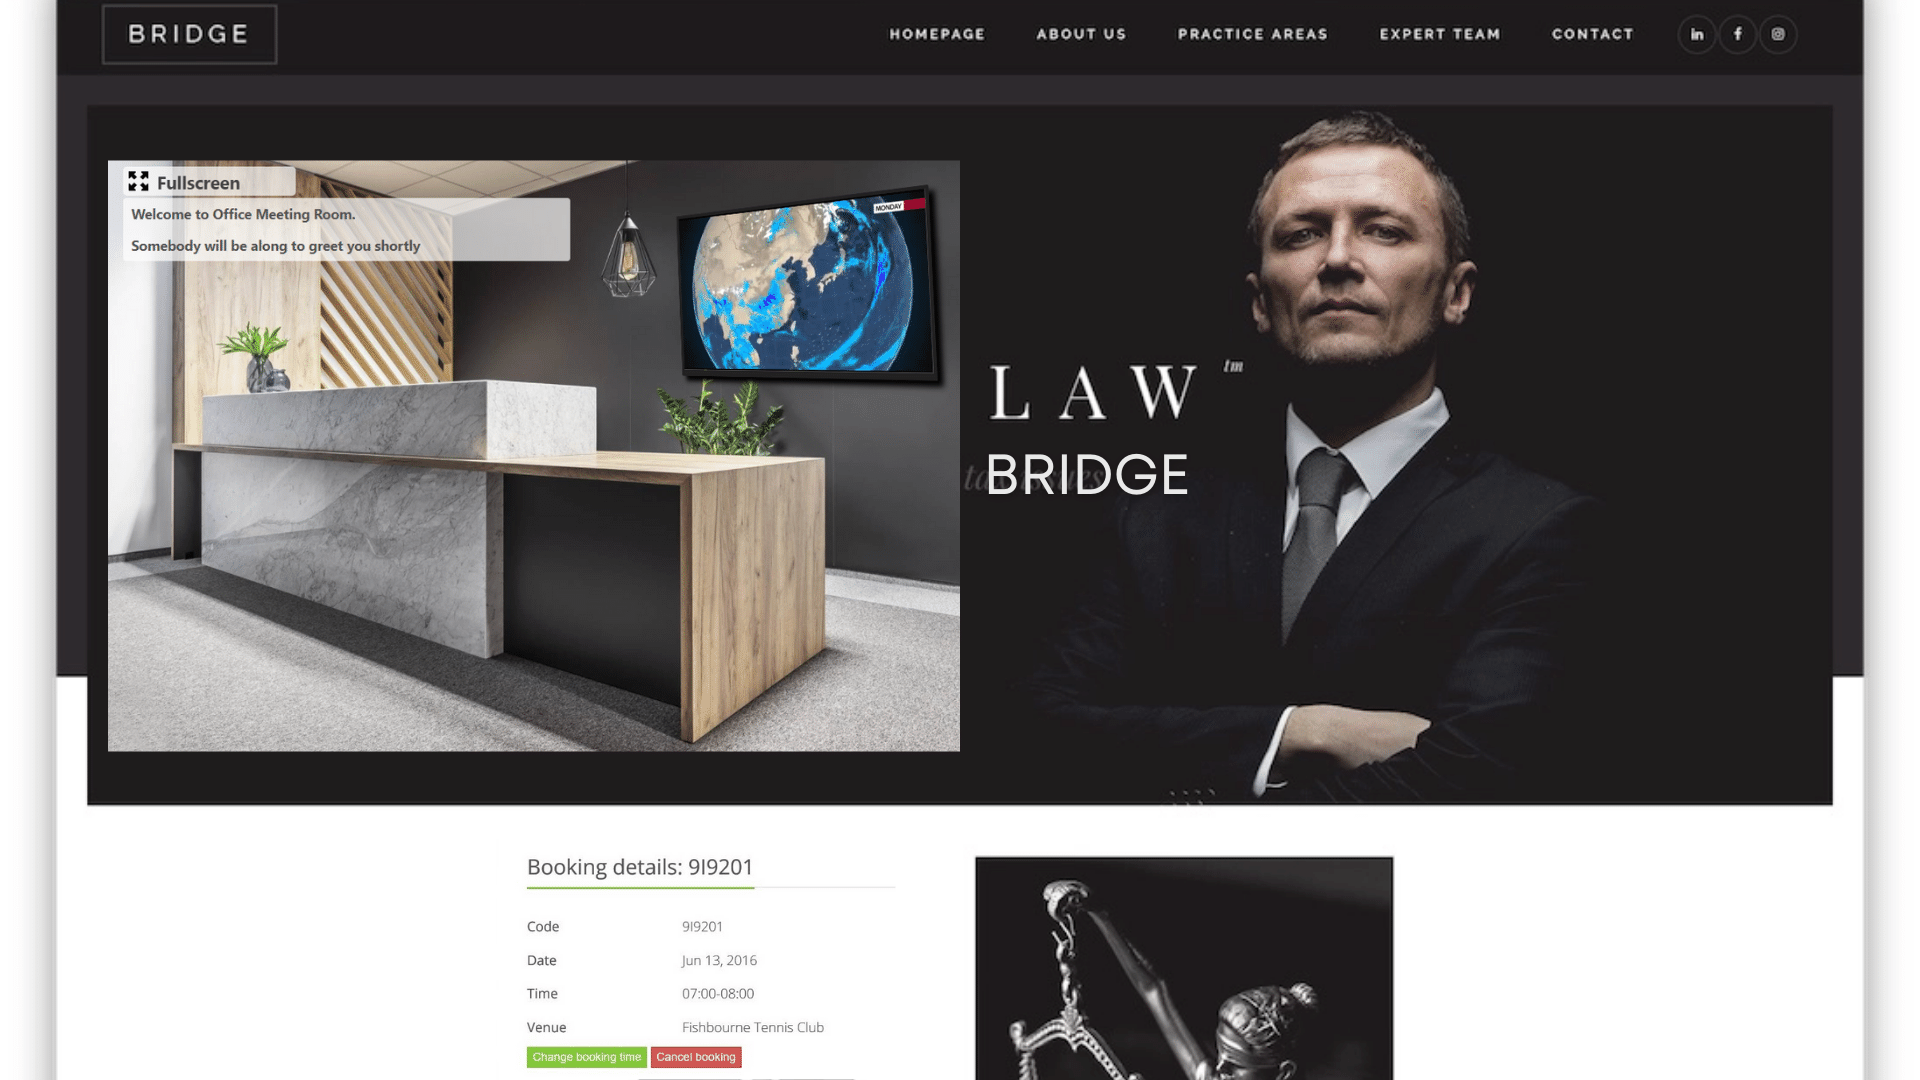 BRIDGE
HOMEPAGE ABOUT US PRACTICE AREAS EXPERT TEAM CONTACT
in f
Fullscreen
Welcome to Office Meeting Room.
Somebody will be along to greet you shortly
MONDAY
LAW tm
BRIDGE
Booking details: 9I9201
Code 9I9201
Date Jun 13, 2016
Time 07:00-08:00
Venue Fishbourne Tennis Club
Change booking time Cancel booking